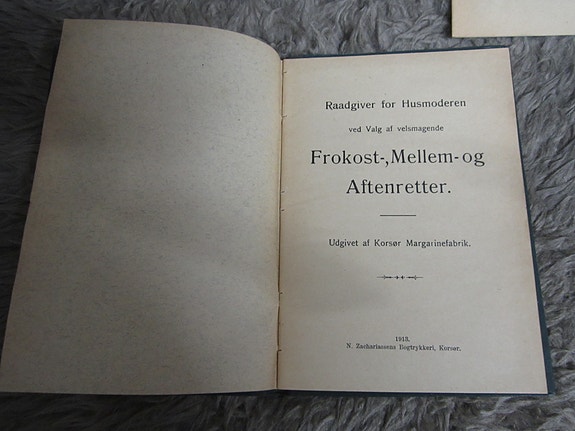 Raadgiver for Husmoderen
ved Valg af velsmagende
Frokost-, Mellem- og
Aftenretter.
Udgivet af Korsør Margarinefabrik.
1913.
N. Zachariassens Bogtrykkeri, Korsør.